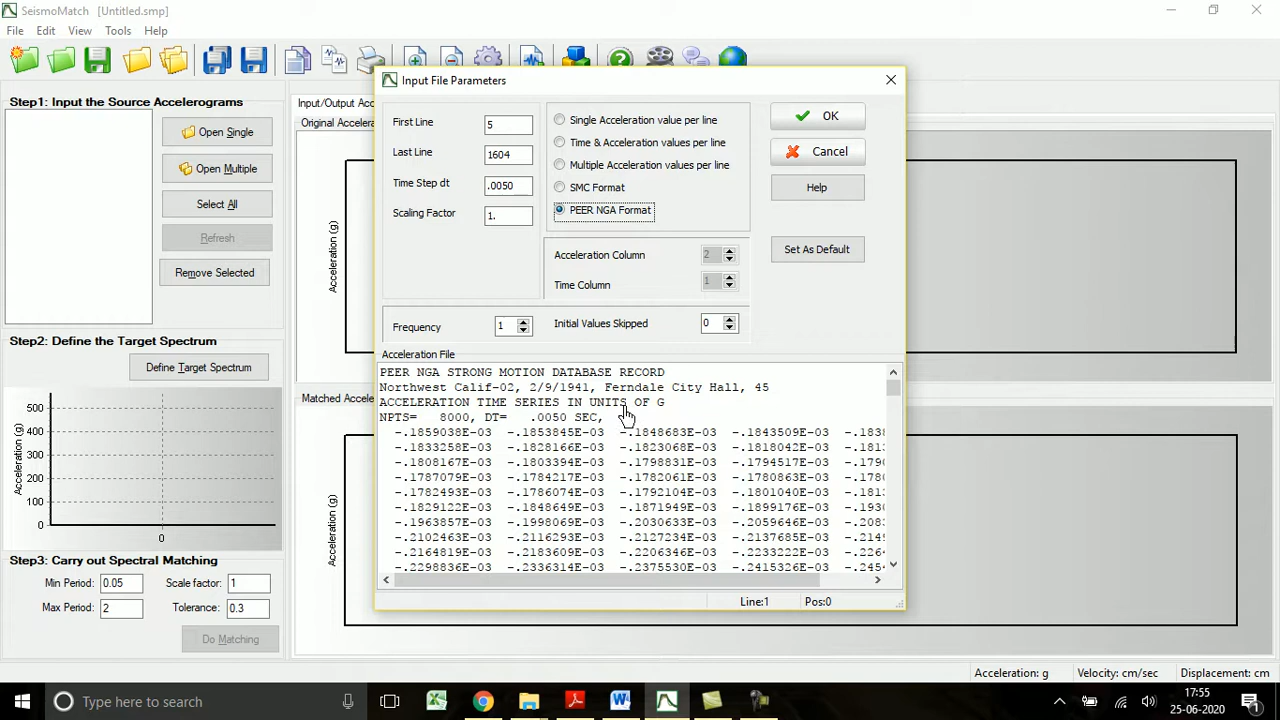 SeismoMatch [Untitled.smp]
File Edit View Tools Help
Step1: Input the Source Accelerograms
Open Single
Open Multiple
Select All
Refresh
Remove Selected
Step2: Define the Target Spectrum
Define Target Spectrum
Acceleration (g)
500
400
300
200
100
0
0
Step3: Carry out Spectral Matching
Min Period: 0.05 Scale factor: 1
Max Period: 2 Tolerance: 0.3
Do Matching
Input/Output Acc
Original Accelera
Acceleration (g)
Matched Accele
Acceleration (g)
Input File Parameters
First Line 5
Last Line 1604
Time Step dt .0050
Scaling Factor 1.
Single Acceleration value per line
Time & Acceleration values per line
Multiple Acceleration values per line
SMC Format
PEER NGA Format
OK
Cancel
Help
Set As Default
Acceleration Column 2
Time Column 1
Frequency 1
Initial Values Skipped 0
Acceleration File
PEER NGA STRONG MOTION DATABASE RECORD
Northwest Calif-02, 2/9/1941, Ferndale City Hall, 45
ACCELERATION TIME SERIES IN UNITS OF G
NPTS= 8000, DT= .0050 SEC,
-.1859038E-03 -.1853845E-03 -.1848683E-03 -.1843509E-03 -.1838
-.1833258E-03 -.1828166E-03 -.1823068E-03 -.1818042E-03 -.1813
-.1808167E-03 -.1803394E-03 -.1798831E-03 -.1794517E-03 -.1790
-.1787079E-03 -.1784217E-03 -.1782061E-03 -.1780863E-03 -.1780
-.1782493E-03 -.1786074E-03 -.1792104E-03 -.1801040E-03 -.1813
-.1829122E-03 -.1848649E-03 -.1871949E-03 -.1899176E-03 -.1930
-.1963857E-03 -.1998069E-03 -.2030633E-03 -.2059646E-03 -.2083
-.2102463E-03 -.2116293E-03 -.2127234E-03 -.2137685E-03 -.2149
-.2164819E-03 -.2183609E-03 -.2206346E-03 -.2233222E-03 -.2264
-.2298836E-03 -.2336314E-03 -.2375530E-03 -.2415326E-03 -.2454
Line:1 Pos:0
Acceleration: g Velocity: cm/sec Displacement: cm
Type here to search
17:55
25-06-2020
1